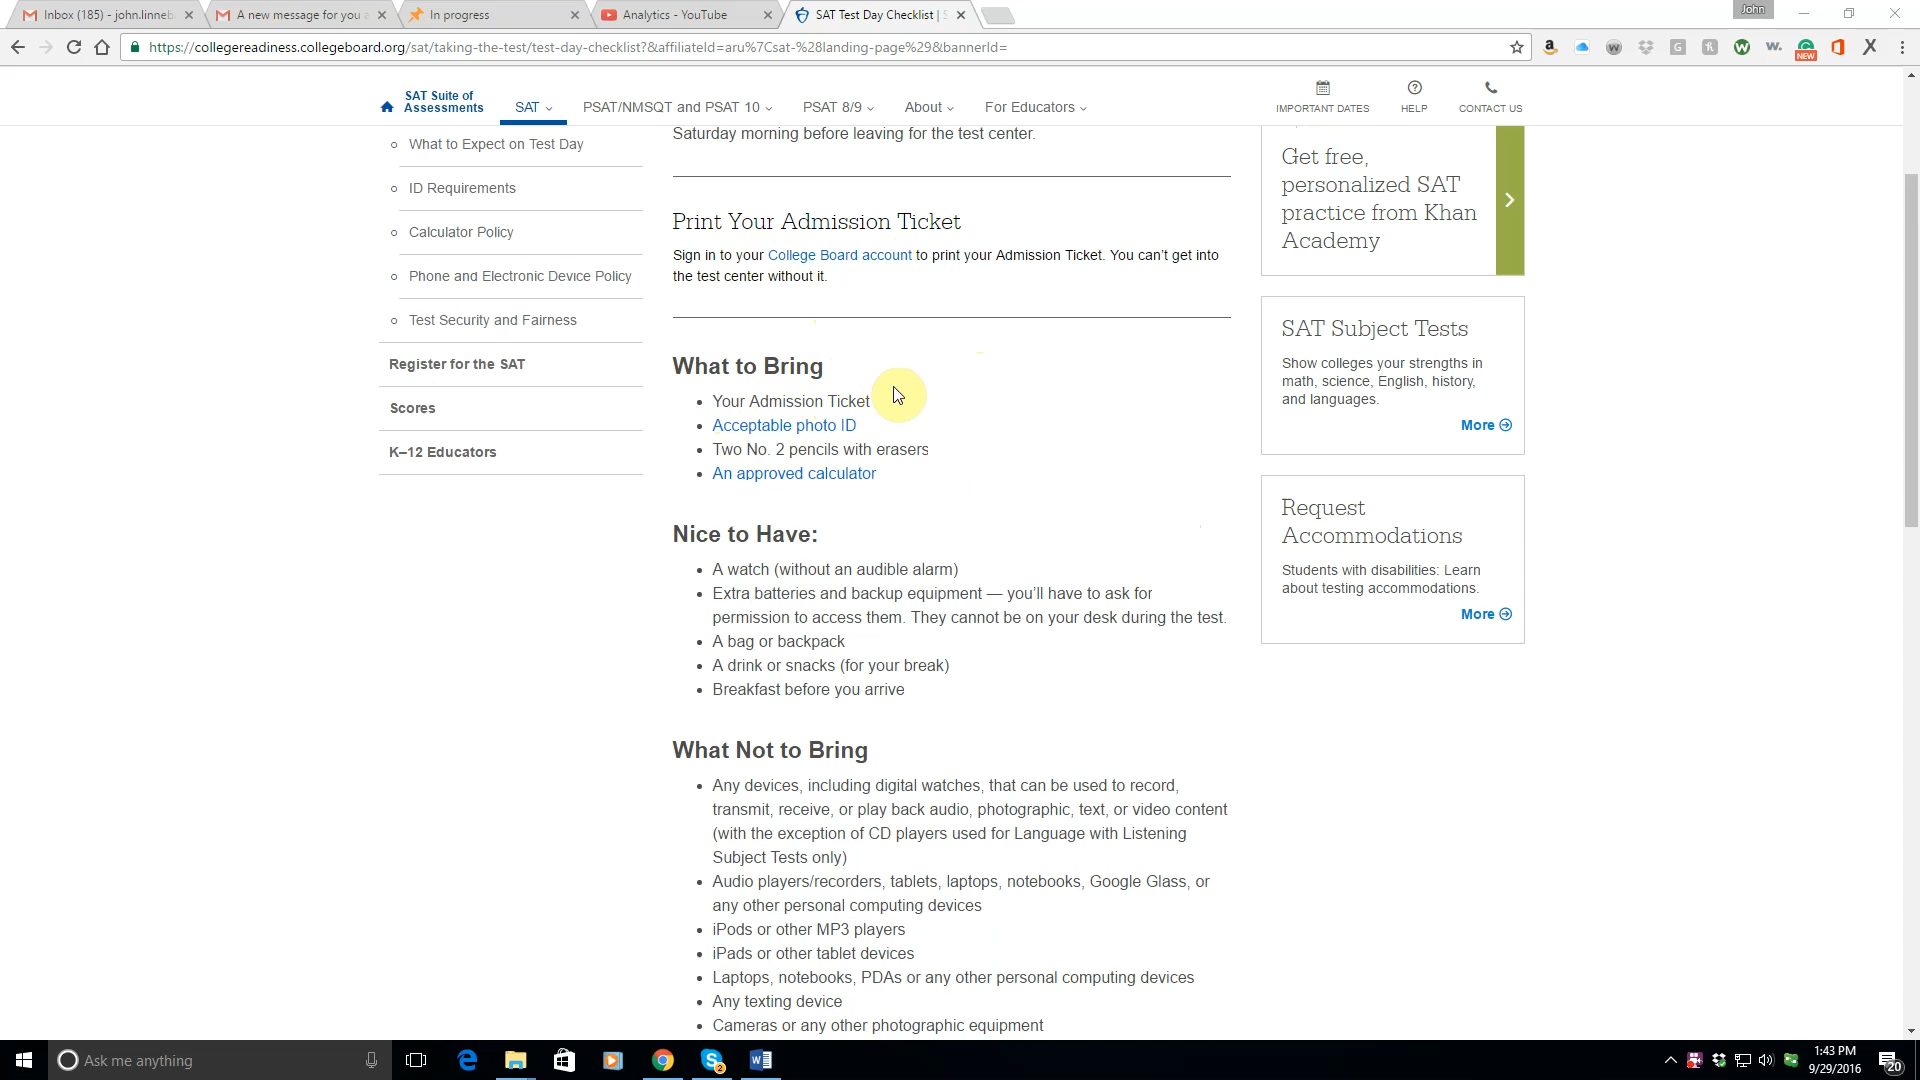 Inbox (185) - john.linneb
A new message for you a
In progress
Analytics - YouTube
SAT Test Day Checklist | S
John
https://collegereadiness.collegeboard.org/sat/taking-the-test/test-day-checklist?&affiliateId=aru%7Csat-%28landing-page%29&bannerId=
NEW
SAT Suite of
Assessments
SAT
PSAT/NMSQT and PSAT 10
PSAT 8/9
About
For Educators
IMPORTANT DATES
HELP
CONTACT US
What to Expect on Test Day
ID Requirements
Calculator Policy
Phone and Electronic Device Policy
Test Security and Fairness
Register for the SAT
Scores
K–12 Educators
Saturday morning before leaving for the test center.
Print Your Admission Ticket
Sign in to your College Board account to print your Admission Ticket. You can't get into
the test center without it.
What to Bring
• Your Admission Ticket
• Acceptable photo ID
• Two No. 2 pencils with erasers
• An approved calculator
Nice to Have:
• A watch (without an audible alarm)
• Extra batteries and backup equipment — you'll have to ask for
permission to access them. They cannot be on your desk during the test.
• A bag or backpack
• A drink or snacks (for your break)
• Breakfast before you arrive
What Not to Bring
• Any devices, including digital watches, that can be used to record,
transmit, receive, or play back audio, photographic, text, or video content
(with the exception of CD players used for Language with Listening
Subject Tests only)
• Audio players/recorders, tablets, laptops, notebooks, Google Glass, or
any other personal computing devices
• iPods or other MP3 players
• iPads or other tablet devices
• Laptops, notebooks, PDAs or any other personal computing devices
• Any texting device
• Cameras or any other photographic equipment
Get free,
personalized SAT
practice from Khan
Academy
SAT Subject Tests
Show colleges your strengths in
math, science, English, history,
and languages.
More
Request
Accommodations
Students with disabilities: Learn
about testing accommodations.
More
Ask me anything
2
1:43 PM
9/29/2016
20